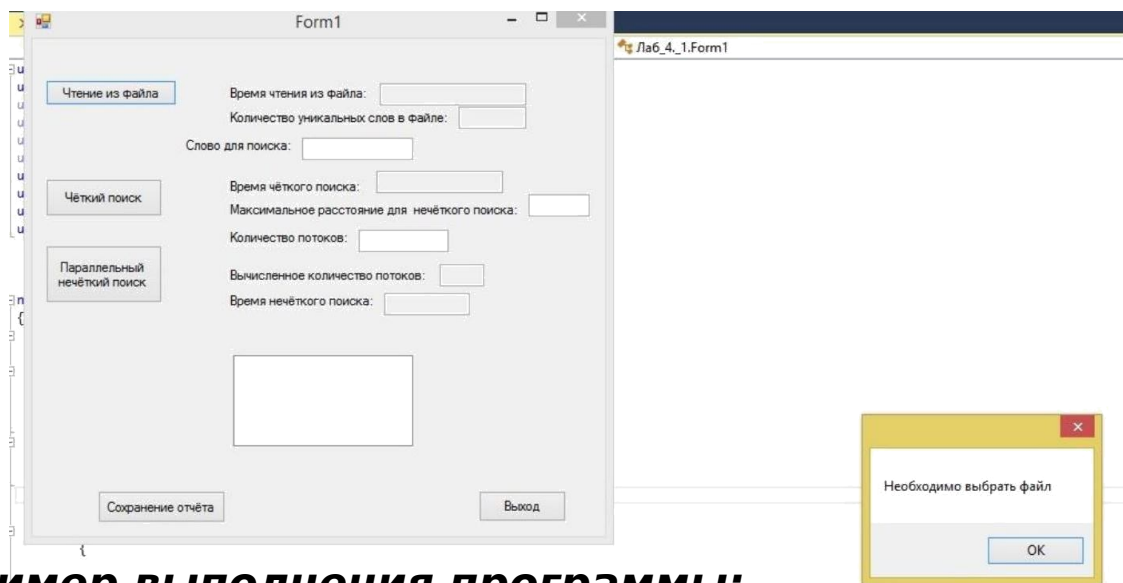 Form1
Лаб_4._1.Form1
Чтение из файла
Время чтения из файла:
Количество уникальных слов в файле:
Слово для поиска:
Чёткий поиск
Время чёткого поиска:
Максимальное расстояние для нечёткого поиска:
Количество потоков:
Параллельный
нечёткий поиск
Вычисленное количество потоков:
Время нечёткого поиска:
Необходимо выбрать файл
OK
Сохранение отчёта
Выход
{
{
выполнения программы: